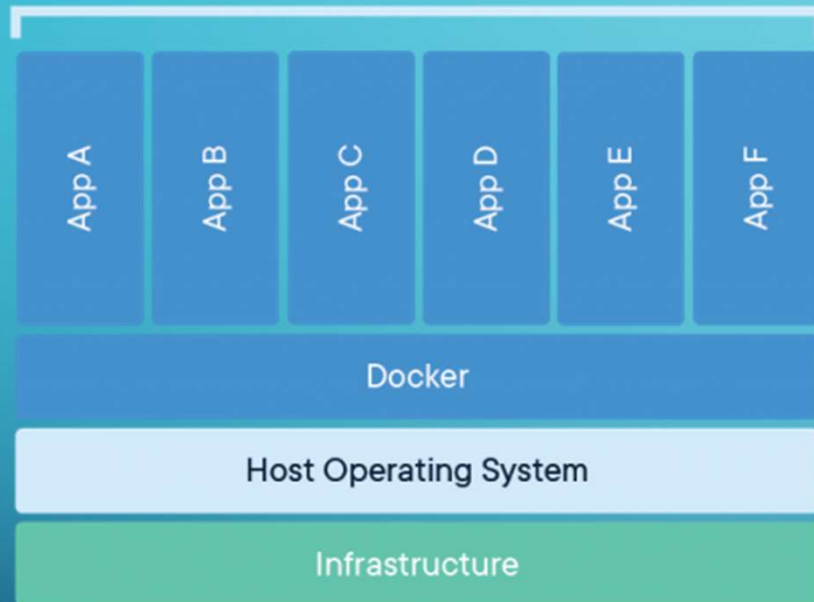 App A
App B
App C
App D
App E
App F
Docker
Host Operating System
Infrastructure